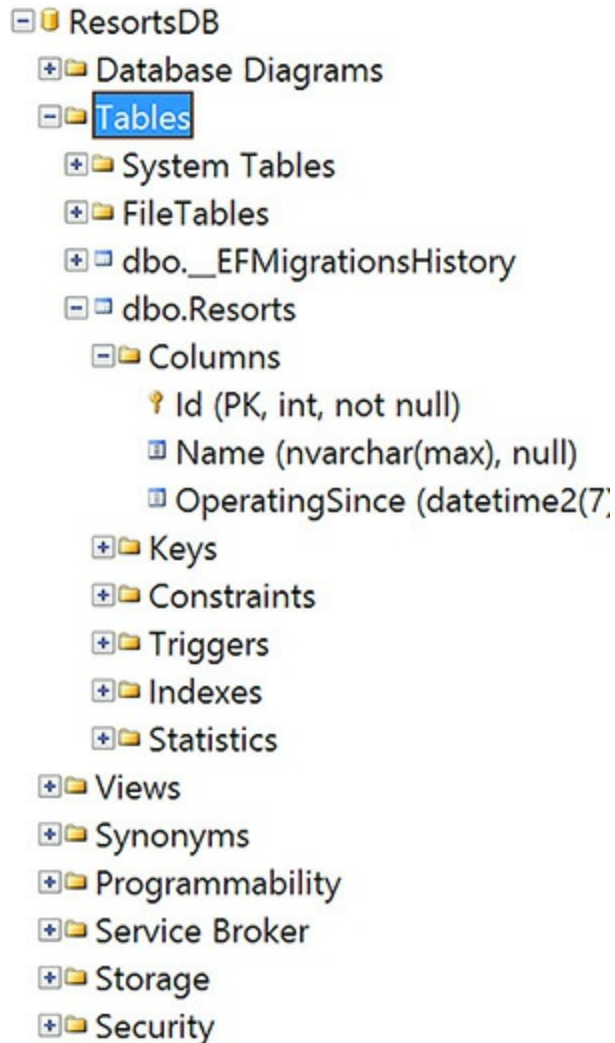 ResortsDB
Database Diagrams
Tables
System Tables
FileTables
dbo.__EFMigrationsHistory
dbo.Resorts
Columns
Id (PK, int, not null)
Name (nvarchar(max), null)
OperatingSince (datetime2(7)
Keys
Constraints
Triggers
Indexes
Statistics
Views
Synonyms
Programmability
Service Broker
Storage
Security